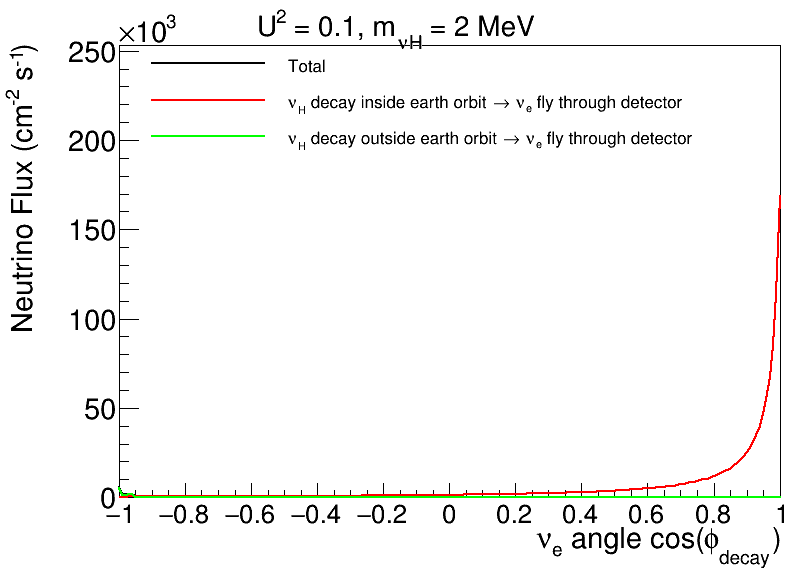 U² = 0.1, m_νH = 2 MeV
×10³
Neutrino Flux (cm⁻² s⁻¹)
250
200
150
100
50
0
Total
ν_H decay inside earth orbit → ν_e fly through detector
ν_H decay outside earth orbit → ν_e fly through detector
−1 −0.8 −0.6 −0.4 −0.2 0 0.2 0.4 0.6 0.8 1
ν_e angle cos(ϕ_decay)